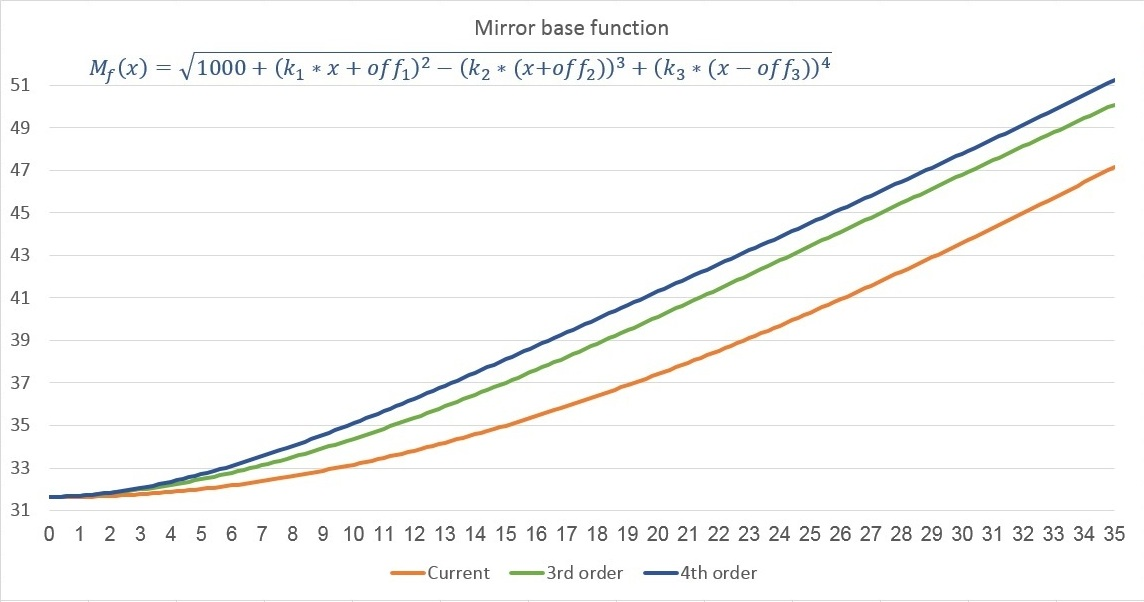 Mirror base function
M_f(x) = √(1000 + (k_1 * x + off_1)^2 − (k_2 * (x+off_2))^3 + (k_3 * (x − off_3))^4)
51
49
47
45
43
41
39
37
35
33
31
0 1 2 3 4 5 6 7 8 9 10 11 12 13 14 15 16 17 18 19 20 21 22 23 24 25 26 27 28 29 30 31 32 33 34 35
Current 3rd order 4th order